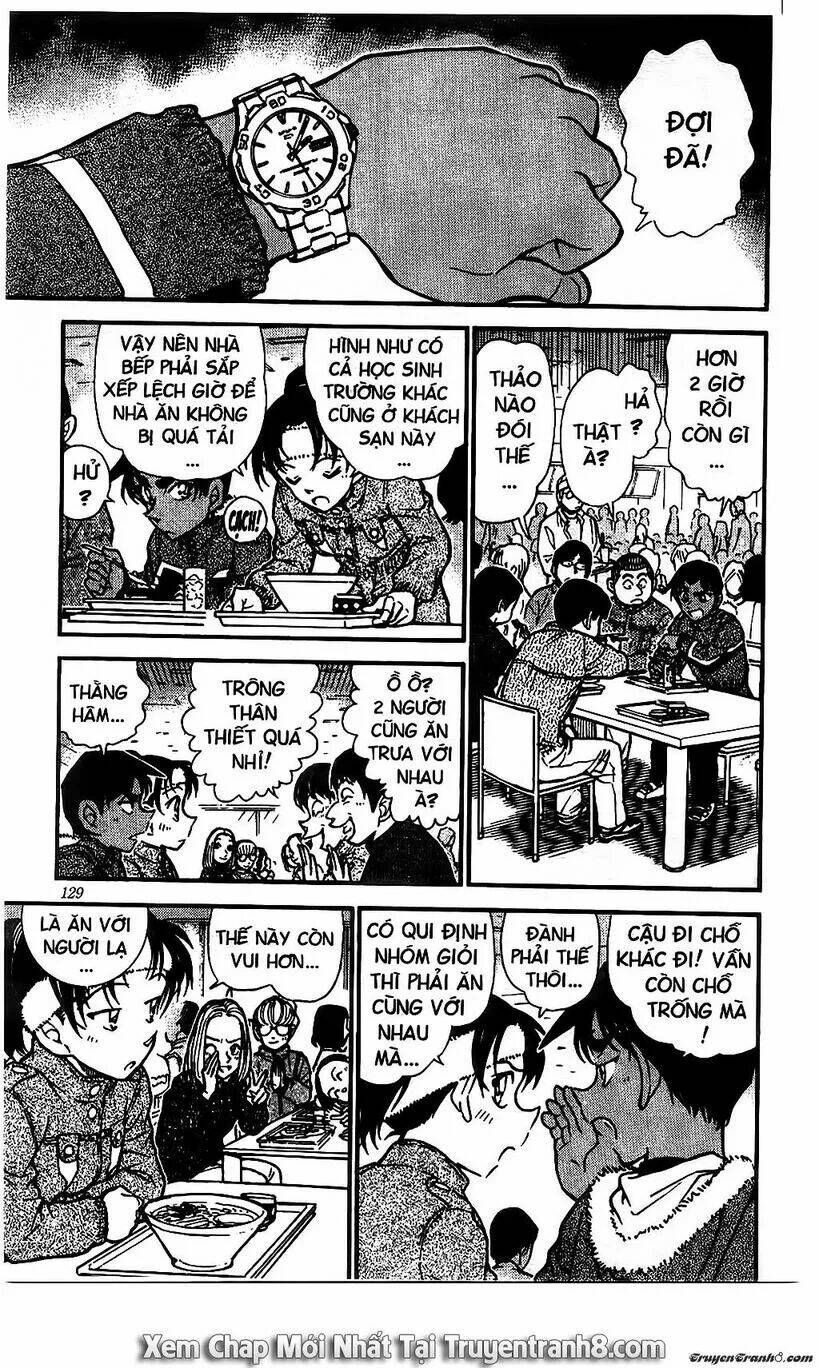 ĐỢI
ĐÃ!
HƠN
2 GIỜ
RỒI
CÒN GÌ
...
HẢ
?
THẬT
À?
THẢO
NÀO
ĐÓI
THẾ
...
HÌNH NHƯ CÓ
CẢ HỌC SINH
TRƯỜNG KHÁC
CŨNG Ở KHÁCH
SẠN NÀY
...
VẬY NÊN NHÀ
BẾP PHẢI SẮP
XẾP LỆCH GIỜ ĐỂ
NHÀ ĂN KHÔNG
BỊ QUÁ TẢI
...
CẠCH!
HỬ
?
Ồ Ồ?
2 NGƯỜI
CŨNG ĂN
TRƯA VỚI
NHAU
À?
TRÔNG
THÂN
THIẾT QUÁ
NHỈ!
THẰNG
HÂM...
129
CẬU ĐI CHỖ
KHÁC ĐI! VẪN
CÒN CHỖ
TRỐNG MÀ
!
ĐÀNH
PHẢI THẾ
THÔI...
CÓ QUI ĐỊNH
NHÓM GIỎI
THÌ PHẢI ĂN
CÙNG VỚI
NHAU
MÀ...
THẾ NÀY CÒN
VUI HƠN...
LÀ ĂN VỚI
NGƯỜI LẠ
...
Xem Chap Mới Nhất Tại Truyentranh8.com
TruyenTranh8.com